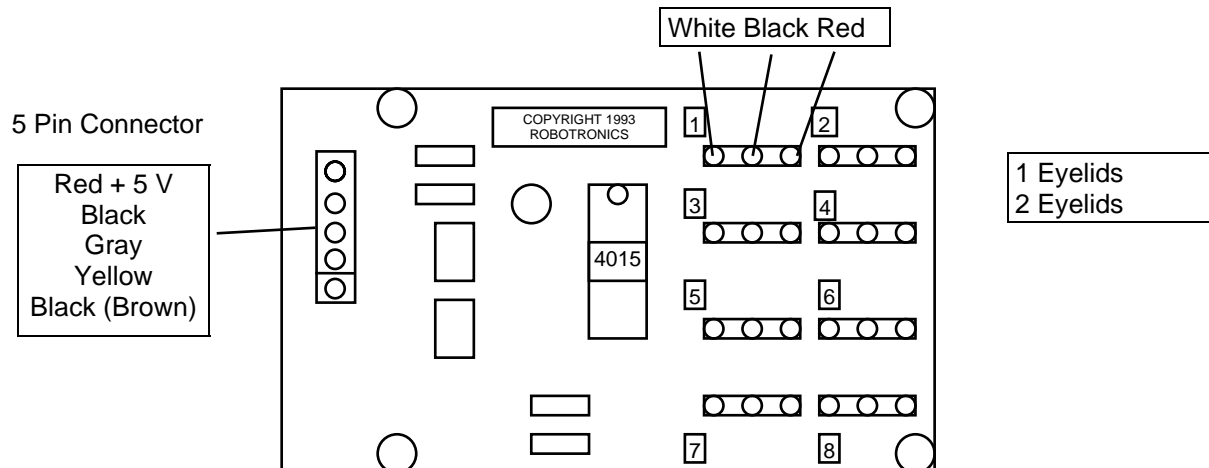 White Black Red
5 Pin Connector
Red + 5 V
Black
Gray
Yellow
Black (Brown)
COPYRIGHT 1993
ROBOTRONICS
1
2
1 Eyelids
2 Eyelids
3
4
4015
5
6
7
8